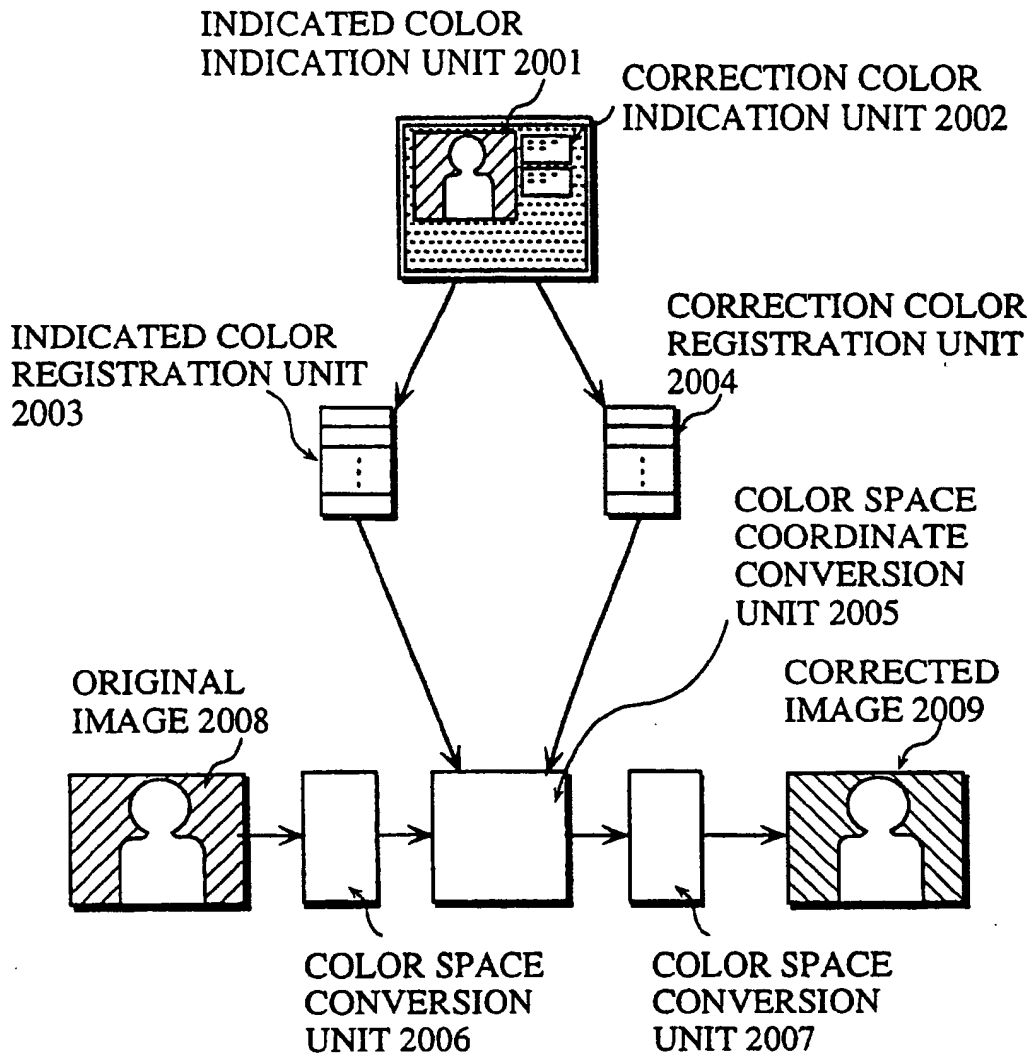 INDICATED COLOR
INDICATION UNIT 2001
CORRECTION COLOR
INDICATION UNIT 2002
INDICATED COLOR
REGISTRATION UNIT
2003
CORRECTION COLOR
REGISTRATION UNIT
2004
COLOR SPACE
COORDINATE
CONVERSION
UNIT 2005
ORIGINAL
IMAGE 2008
CORRECTED
IMAGE 2009
COLOR SPACE
CONVERSION
UNIT 2006
COLOR SPACE
CONVERSION
UNIT 2007